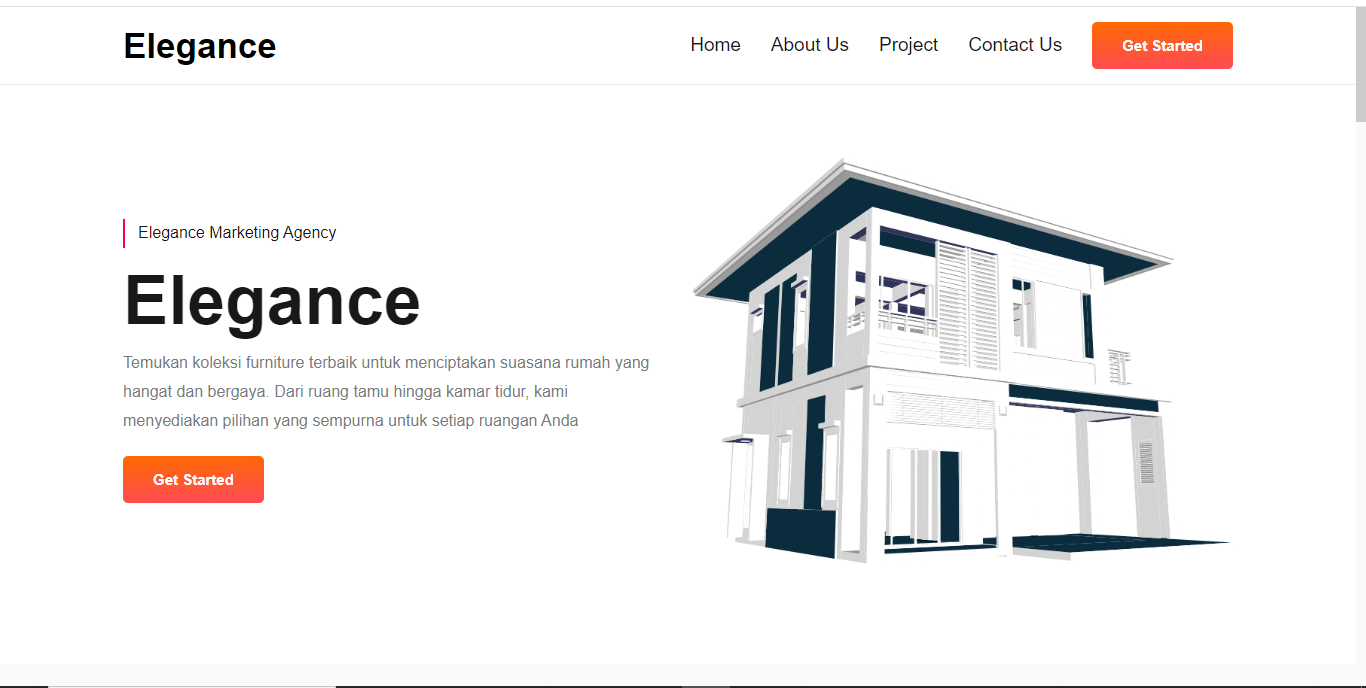 Elegance
Home About Us Project Contact Us Get Started
Elegance Marketing Agency
Elegance
Temukan koleksi furniture terbaik untuk menciptakan suasana rumah yang
hangat dan bergaya. Dari ruang tamu hingga kamar tidur, kami
menyediakan pilihan yang sempurna untuk setiap ruangan Anda
Get Started